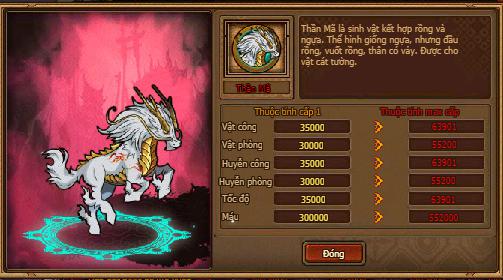 Thần Mã là sinh vật kết hợp rồng và
ngựa. Thể hình giống ngựa, nhưng đầu
rồng, vuốt rồng, thân có vảy. Được cho
vật cát tường.
Thần Mã
Thuộc tính cấp 1 Thuộc tính max cấp
Vật công 35000 63901
Vật phòng 30000 55200
Huyễn công 35000 63901
Huyễn phòng 30000 55200
Tốc độ 35000 63901
Máu 300000 552000
Đóng